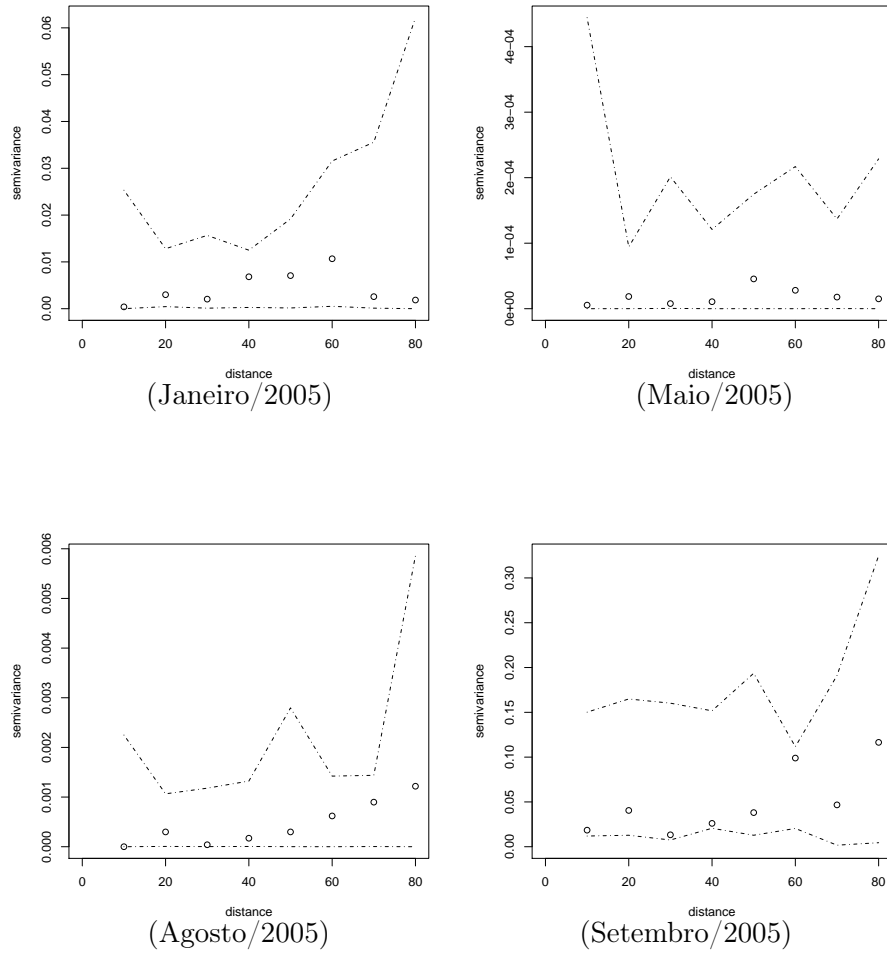 0.00 0.01 0.02 0.03 0.04 0.05 0.06
semivariance
0 20 40 60 80
distance
(Janeiro/2005)
0e+00 1e-04 2e-04 3e-04 4e-04
semivariance
0 20 40 60 80
distance
(Maio/2005)
0.000 0.001 0.002 0.003 0.004 0.005 0.006
semivariance
0 20 40 60 80
distance
(Agosto/2005)
0.00 0.05 0.10 0.15 0.20 0.25 0.30
semivariance
0 20 40 60 80
distance
(Setembro/2005)